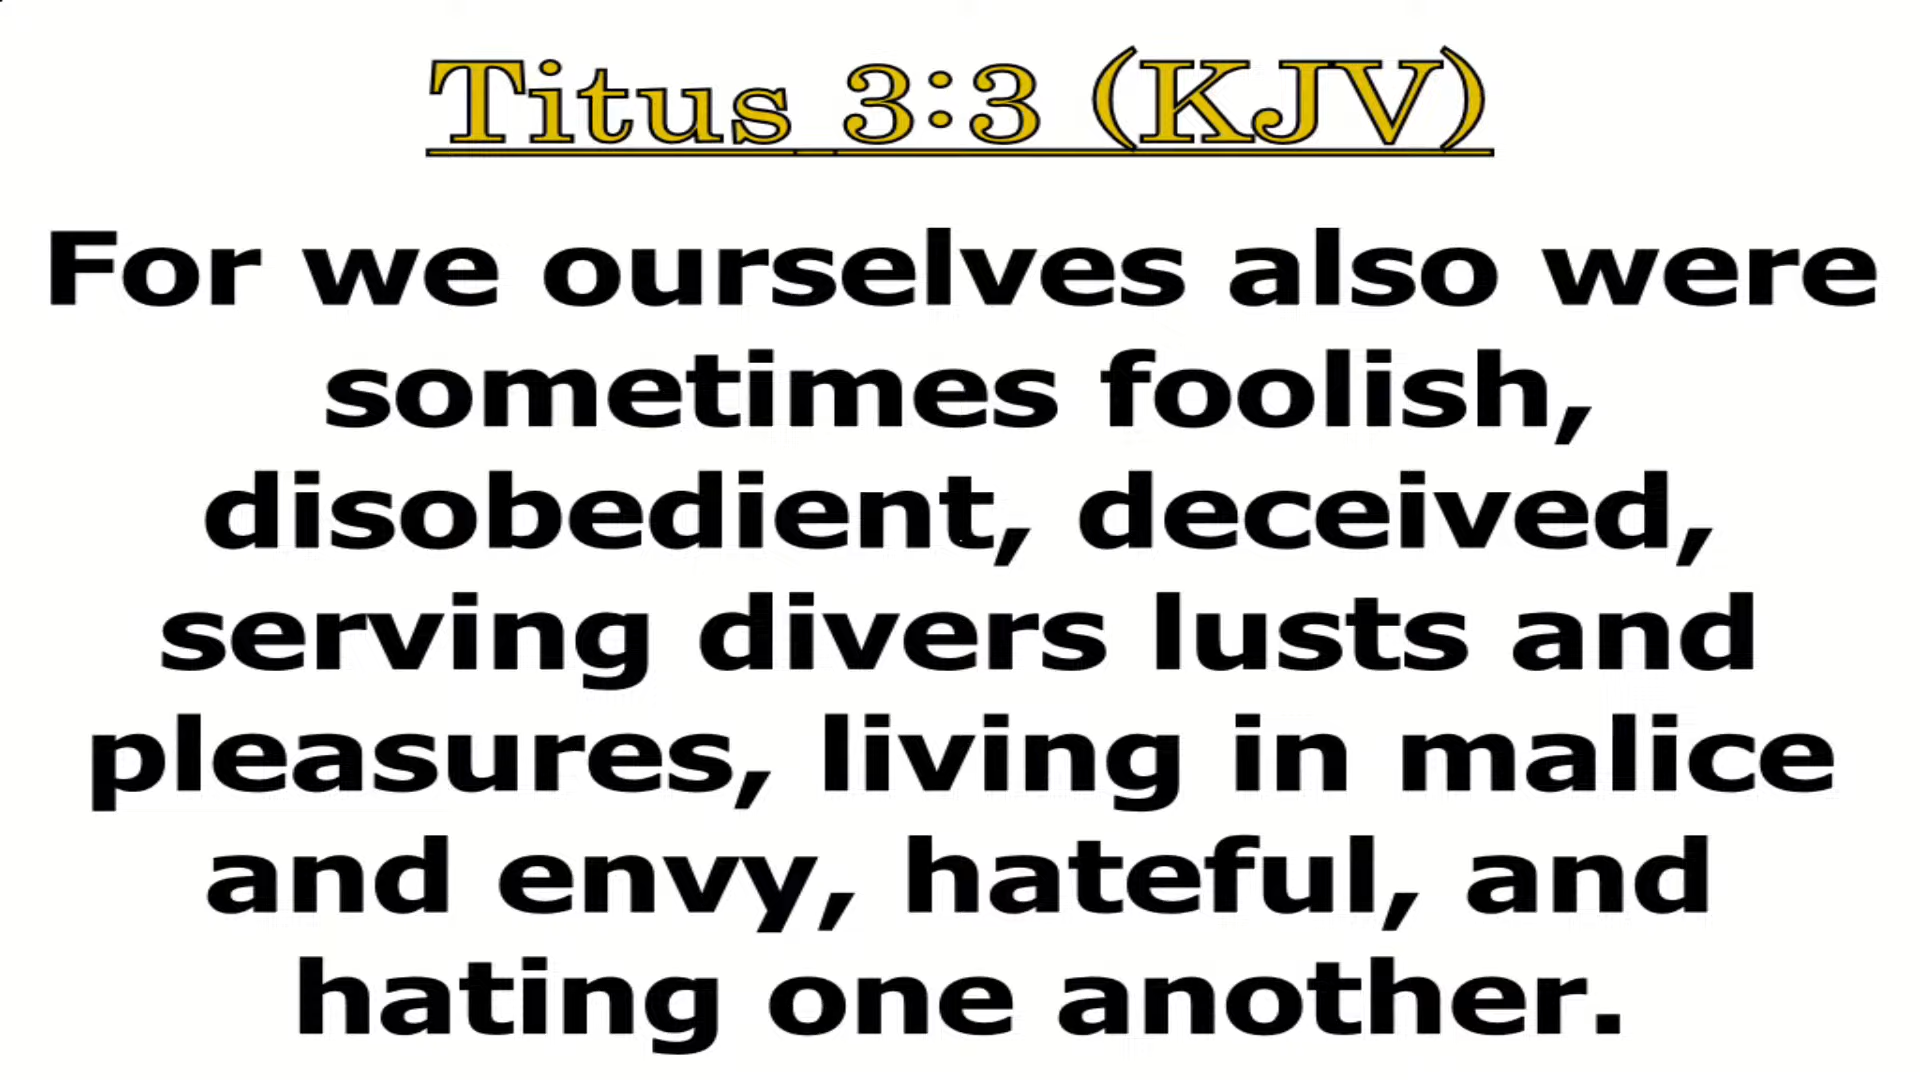 Titus 3:3 (KJV)
For we ourselves also were
sometimes foolish,
disobedient, deceived,
serving divers lusts and
pleasures, living in malice
and envy, hateful, and
hating one another.